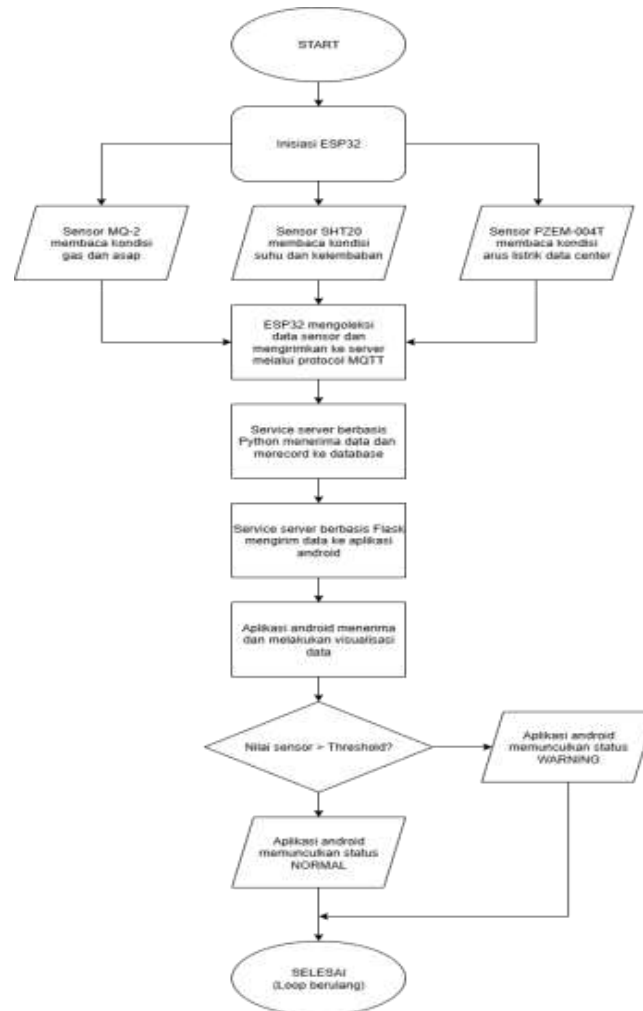 START
Inisiasi ESP32
Sensor MQ-2
membaca kondisi
gas dan asap
Sensor SHT20
membaca kondisi
suhu dan kelembaban
Sensor PZEM-004T
membaca kondisi
arus listrik data center
ESP32 mengoleksi
data sensor dan
mengirimkan ke server
melalui protocol MQTT
Service server berbasis
Python menerima data dan
merecord ke database
Service server berbasis Flask
mengirim data ke aplikasi
android
Aplikasi android menerima
dan melakukan visualisasi
data
Nilai sensor > Threshold?
Aplikasi android
memunculkan status
WARNING
Aplikasi android
memunculkan status
NORMAL
SELESAI
(Loop berulang)